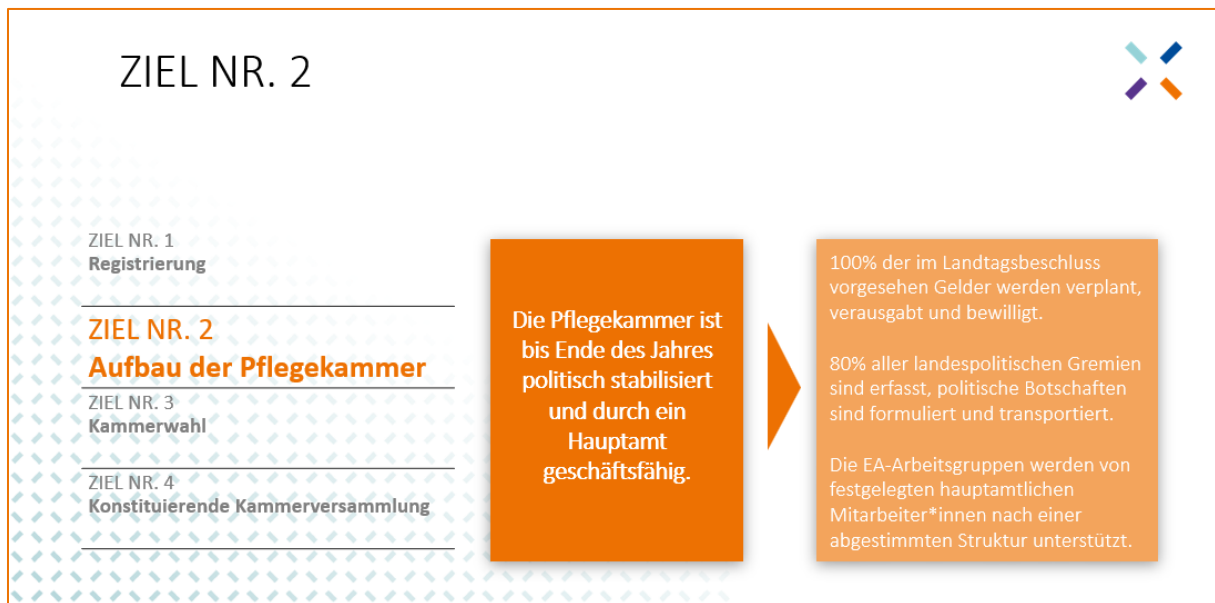 ZIEL NR. 2
ZIEL NR. 1
Registrierung
ZIEL NR. 2
Aufbau der Pflegekammer
ZIEL NR. 3
Kammerwahl
ZIEL NR. 4
Konstituierende Kammerversammlung
Die Pflegekammer ist
bis Ende des Jahres
politisch stabilisiert
und durch ein
Hauptamt
geschäftsfähig.
100% der im Landtagsbeschluss
vorgesehen Gelder werden verplant,
verausgabt und bewilligt.
80% aller landespolitischen Gremien
sind erfasst, politische Botschaften
sind formuliert und transportiert.
Die EA-Arbeitsgruppen werden von
festgelegten hauptamtlichen
Mitarbeiter*innen nach einer
abgestimmten Struktur unterstützt.